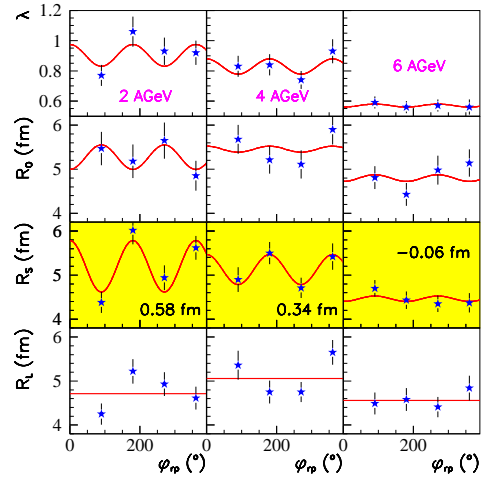 λ
1.2
1
0.8
0.6
2 AGeV
4 AGeV
6 AGeV
R_O (fm)
6
5
4
R_S (fm)
6
5
4
0.58 fm
0.34 fm
−0.06 fm
R_L (fm)
6
5
4
0 200 0 200 0 200
φ_rp (°) φ_rp (°) φ_rp (°)